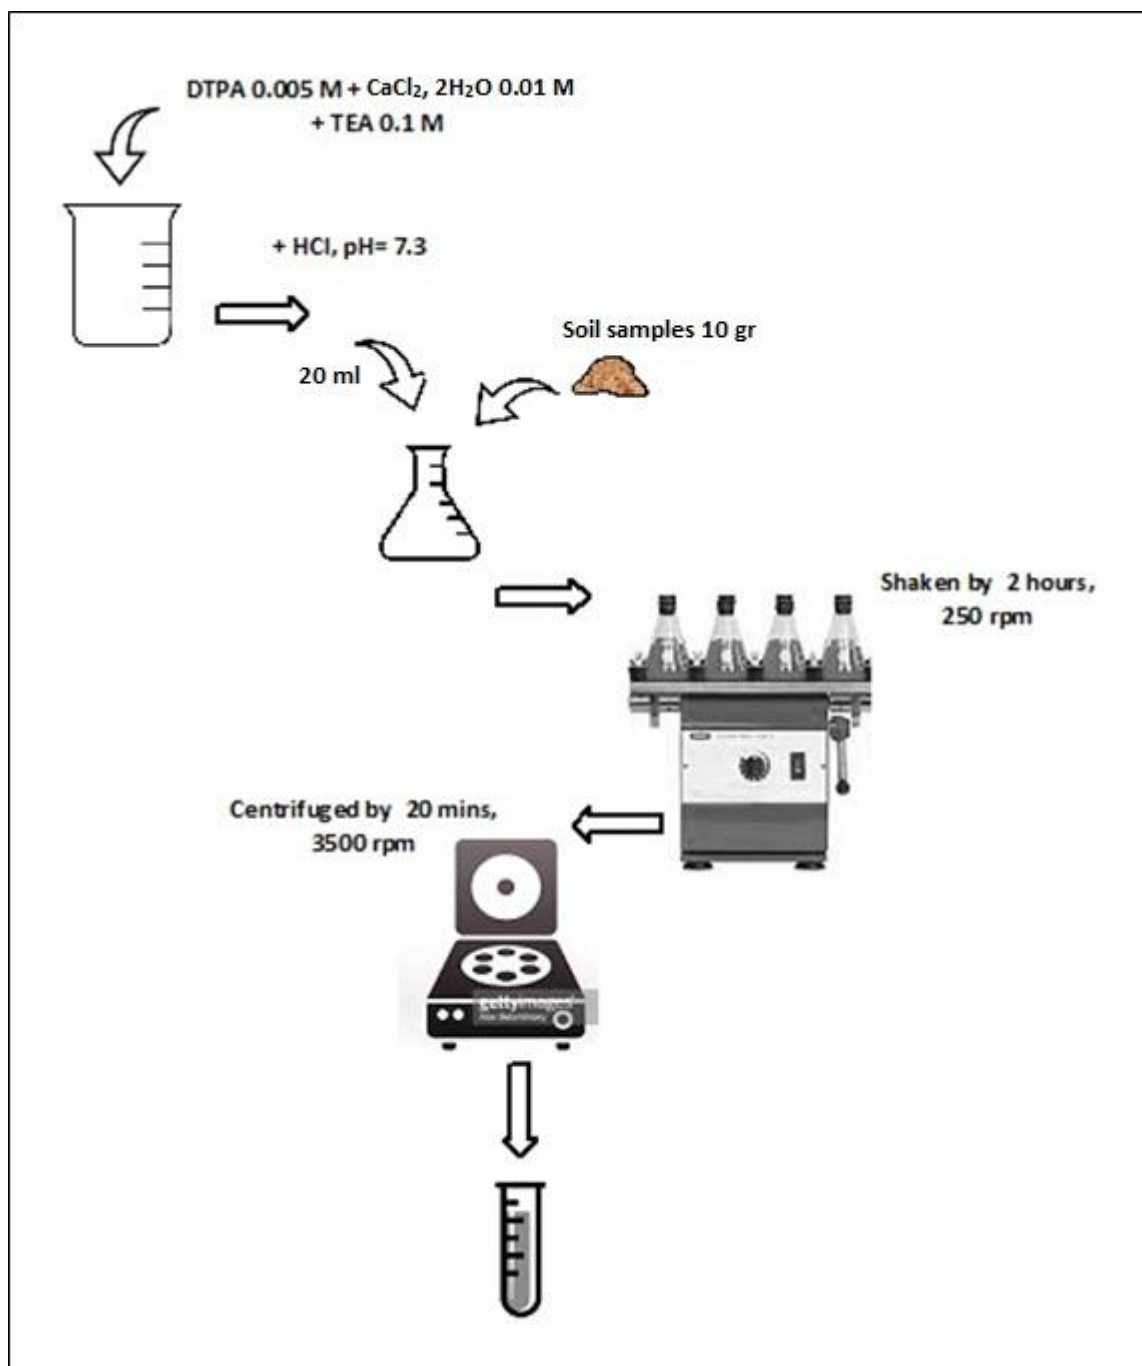 DTPA 0.005 M + CaCl₂, 2H₂O 0.01 M
+ TEA 0.1 M
+ HCl, pH= 7.3
Soil samples 10 gr
20 ml
Shaken by 2 hours,
250 rpm
Centrifuged by 20 mins,
3500 rpm
gettyimages